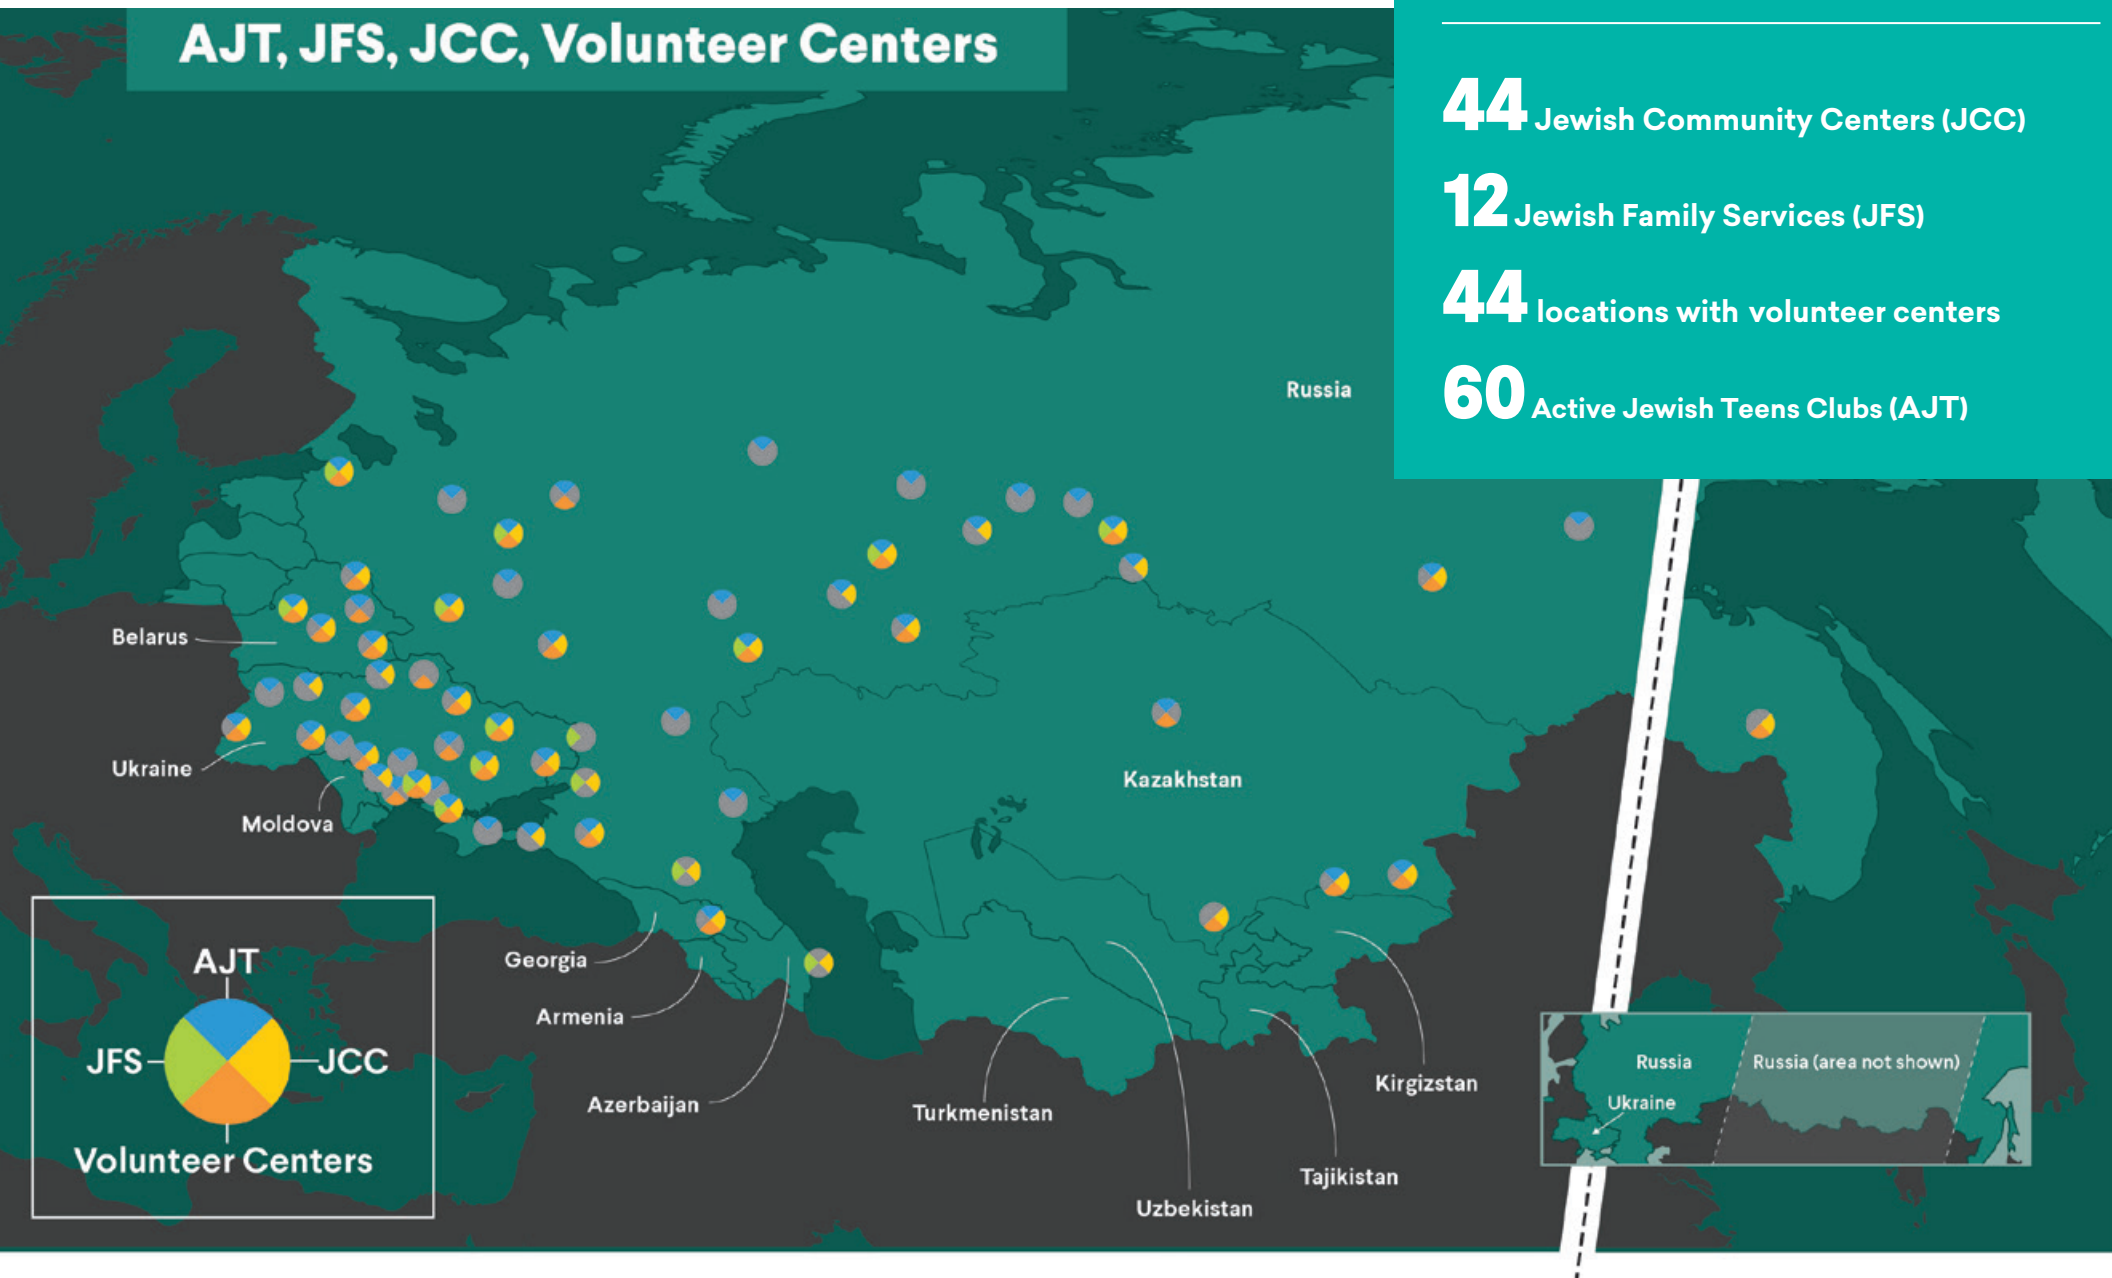 AJT, JFS, JCC, Volunteer Centers
44 Jewish Community Centers (JCC)
12 Jewish Family Services (JFS)
44 locations with volunteer centers
60 Active Jewish Teens Clubs (AJT)
Russia
Belarus
Ukraine
Moldova
Kazakhstan
Georgia
Armenia
Azerbaijan
Turkmenistan
Uzbekistan
Tajikistan
Kirgizstan
AJT
JFS
JCC
Volunteer Centers
Russia
Russia (area not shown)
Ukraine